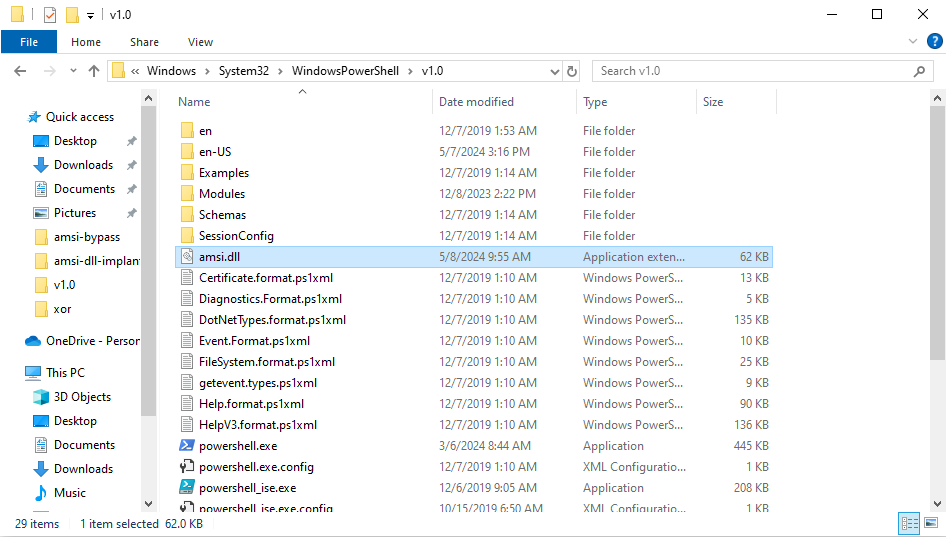 v1.0
File Home Share View
« Windows > System32 > WindowsPowerShell > v1.0 Search v1.0
Quick access
Desktop
Downloads
Documents
Pictures
amsi-bypass
amsi-dll-implan
v1.0
xor
OneDrive - Person
This PC
3D Objects
Desktop
Documents
Downloads
Music
Name Date modified Type Size
en 12/7/2019 1:53 AM File folder
en-US 5/7/2024 3:16 PM File folder
Examples 12/7/2019 1:14 AM File folder
Modules 12/8/2023 2:22 PM File folder
Schemas 12/7/2019 1:14 AM File folder
SessionConfig 12/7/2019 1:14 AM File folder
amsi.dll 5/8/2024 9:55 AM Application exten... 62 KB
Certificate.format.ps1xml 12/7/2019 1:10 AM Windows PowerS... 13 KB
Diagnostics.Format.ps1xml 12/7/2019 1:10 AM Windows PowerS... 5 KB
DotNetTypes.format.ps1xml 12/7/2019 1:10 AM Windows PowerS... 135 KB
Event.Format.ps1xml 12/7/2019 1:10 AM Windows PowerS... 10 KB
FileSystem.format.ps1xml 12/7/2019 1:10 AM Windows PowerS... 25 KB
getevent.types.ps1xml 12/7/2019 1:10 AM Windows PowerS... 9 KB
Help.format.ps1xml 12/7/2019 1:10 AM Windows PowerS... 90 KB
HelpV3.format.ps1xml 12/7/2019 1:10 AM Windows PowerS... 136 KB
powershell.exe 3/6/2024 8:44 AM Application 445 KB
powershell.exe.config 12/7/2019 1:10 AM XML Configuratio... 1 KB
powershell_ise.exe 12/6/2019 9:05 AM Application 208 KB
powershell_ise.exe.config 10/15/2019 6:50 AM XML Configuratio... 1 KB
29 items 1 item selected 62.0 KB